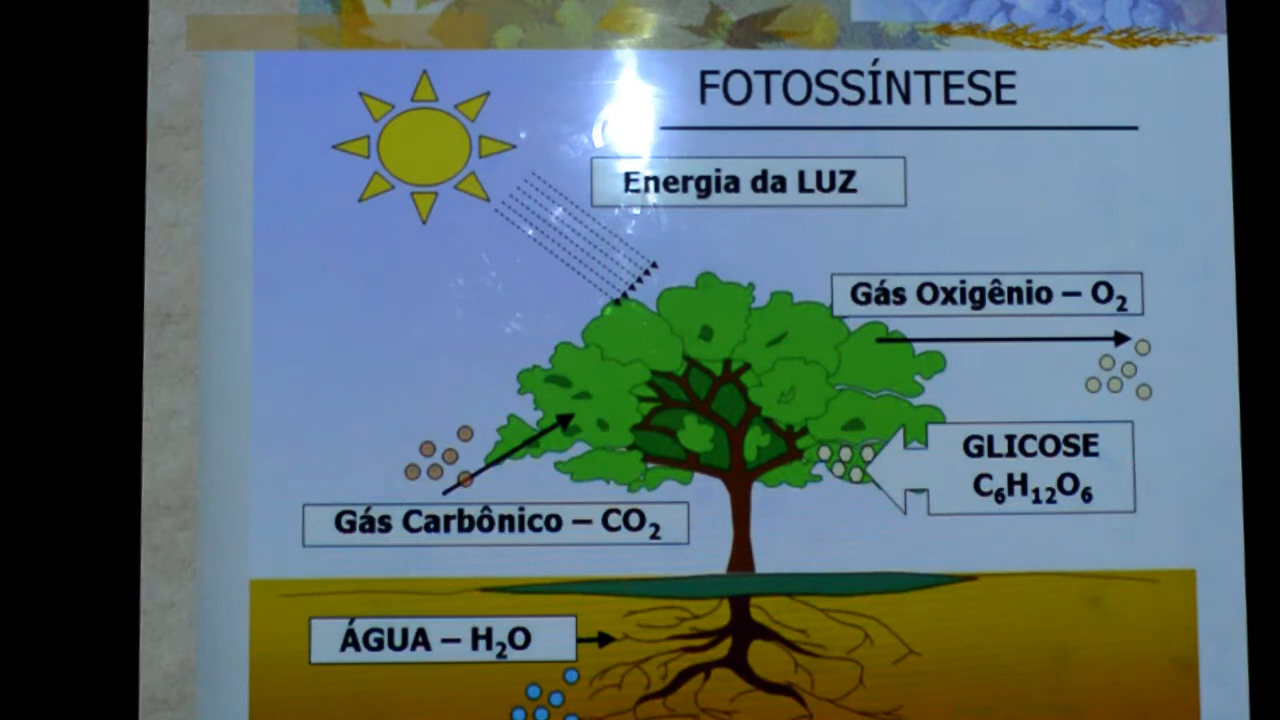 FOTOSSÍNTESE
Energia da LUZ
Gás Oxigênio – O₂
GLICOSE
C₆H₁₂O₆
Gás Carbônico – CO₂
ÁGUA – H₂O